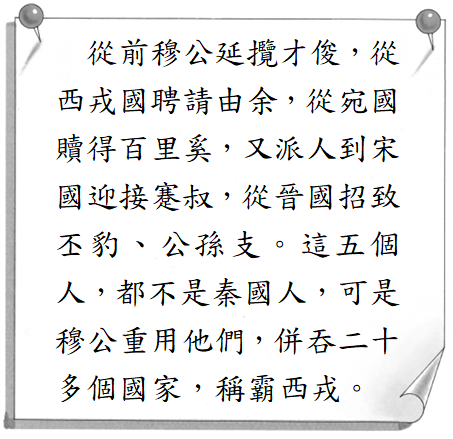 從前穆公延攬才俊，從
西戎國聘請由余，從宛國
贖得百里奚，又派人到宋
國迎接蹇叔，從晉國招致
丕豹、公孫支。這五個
人，都不是秦國人，可是
穆公重用他們，併吞二十
多個國家，稱霸西戎。